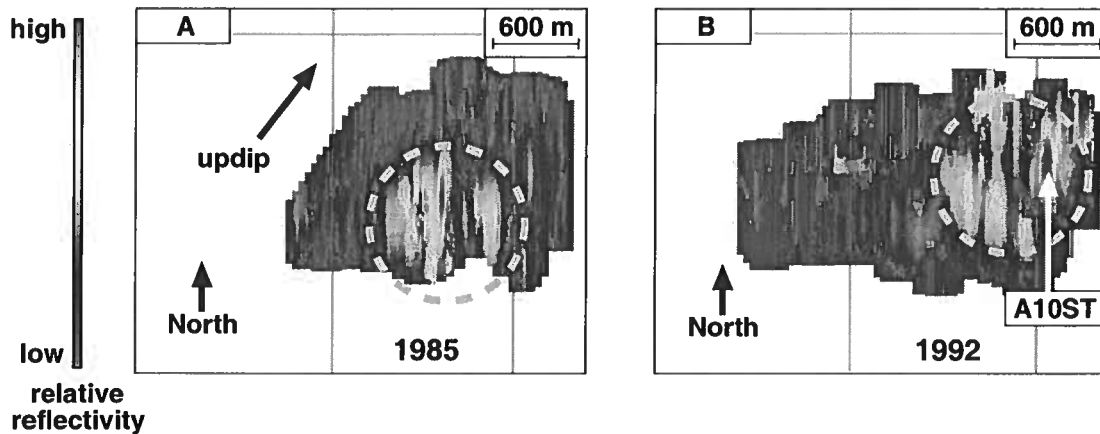 high
low
relative
reflectivity
A
600 m
updip
North
1985
B
600 m
North
A10ST
1992